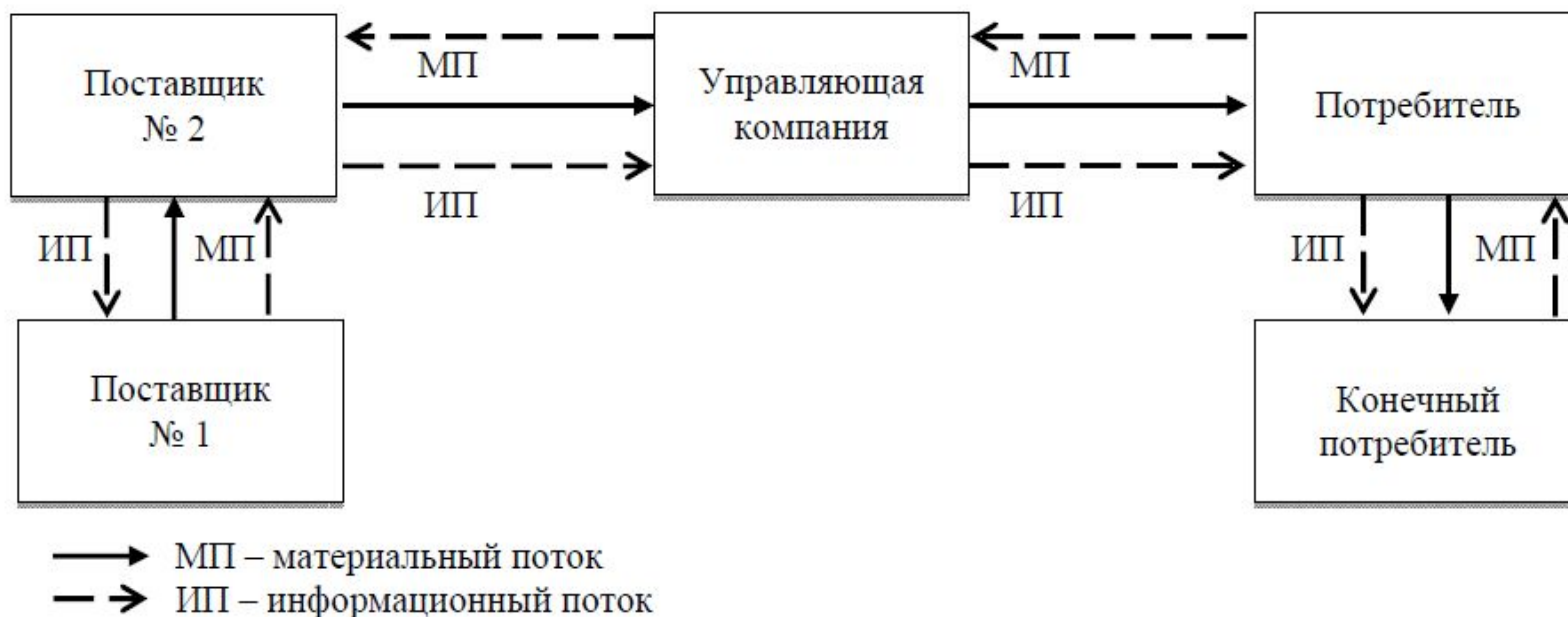 Поставщик
№ 2
МП
ИП
Управляющая
компания
МП
ИП
Потребитель
ИП
МП
ИП
МП
Поставщик
№ 1
Конечный
потребитель
МП – материальный поток
ИП – информационный поток